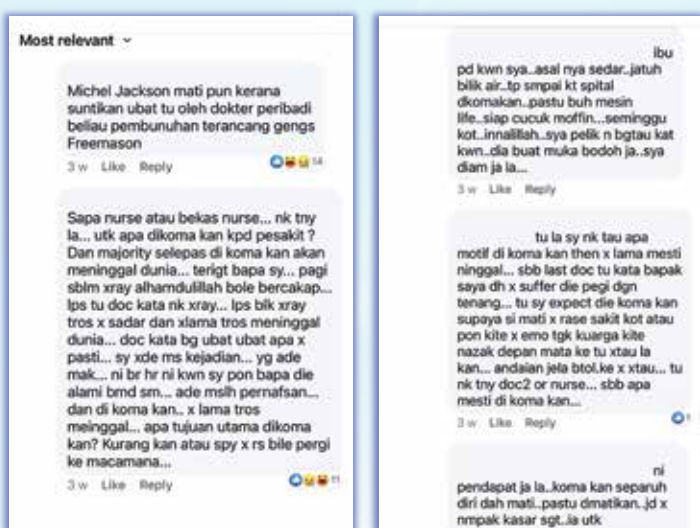 Most relevant
Michel Jackson mati pun kerana
suntikan ubat tu oleh dokter peribadi
beliau pembunuhan terancang gengs
Freemason
3 w Like Reply 14
Sapa nurse atau bekas nurse... nk tny
la... utk apa dikoma kan kpd pesakit ?
Dan majority selepas di koma kan akan
meninggal dunia... terigt bapa sy... pagi
sblm xray alhamdulillah bole bercakap...
lps tu doc kata nk xray... lps blk xray
tros x sadar dan xlama tros meninggal
dunia... doc kata bg ubat ubat apa x
pasti... sy xde ms kejadian... yg ade
mak... ni br hr ni kwn sy pon bapa die
alami bmd sm... ade mslh pernafsan...
dan di koma kan.. x lama tros
meinggal... apa tujuan utama dikoma
kan? Kurang kan atau spy x rs bile pergi
ke macamana...
3 w Like Reply 11
ibu
pd kwn sya..asal nya sedar..jatuh
bilik air..tp smpai kt spital
dkomakan..pastu buh mesin
life..siap cucuk moffin...seminggu
kot..innalillah..sya pelik n bgtau kat
kwn..dia buat muka bodoh ja..sya
diam ja la...
3 w Like Reply
tu la sy nk tau apa
motif di koma kan then x lama mesti
ninggal... sbb last doc tu kata bapak
saya dh x suffer die pegi dgn
tenang... tu sy expect die koma kan
supaya si mati x rase sakit kot atau
pon kite x emo tgk kuarga kite
nazak depan mata ke tu xtau la
kan... andaian jela btol.ke x xtau... tu
nk tny doc2 or nurse... sbb apa
mesti di koma kan...
3 w Like Reply 1
ni
pendapat ja la..koma kan separuh
diri dah mati..pastu dmatikan..jd x
nmpak kasar sgt..ia utk